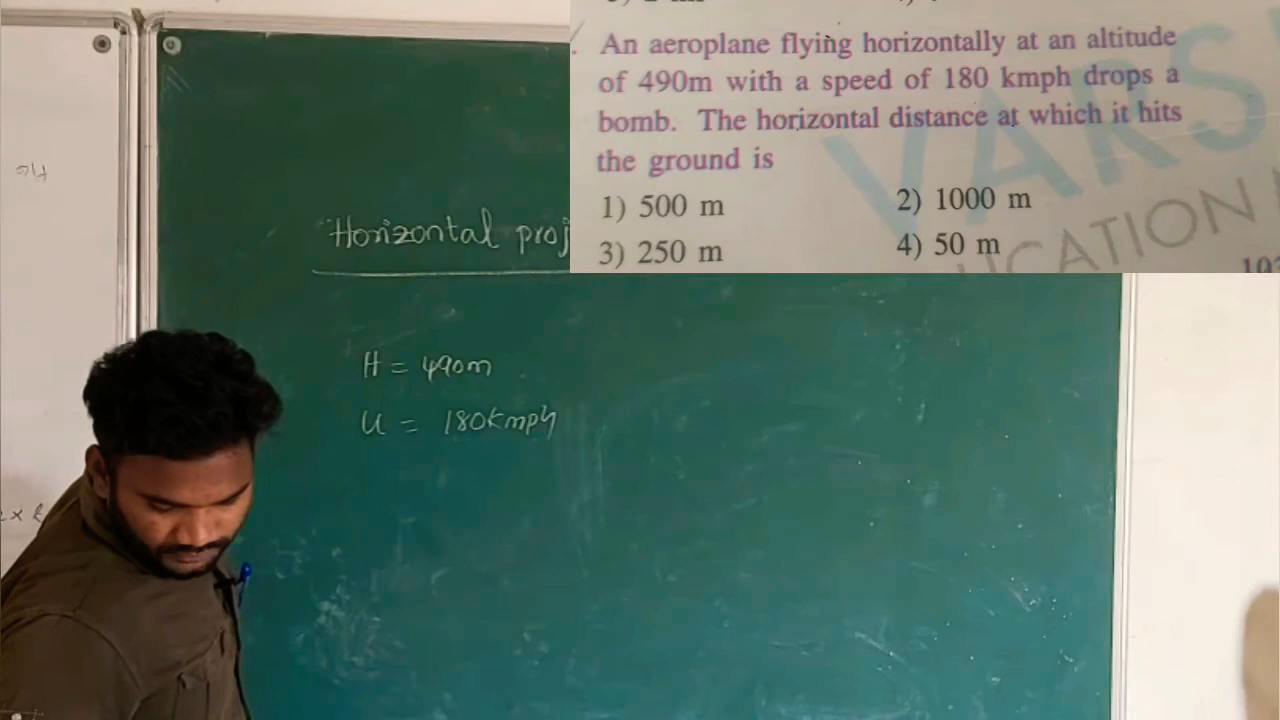 . An aeroplane flying horizontally at an altitude
of 490m with a speed of 180 kmph drops a
bomb. The horizontal distance at which it hits
the ground is
1) 500 m 2) 1000 m
3) 250 m 4) 50 m
Horizontal proj
H = 490m
U = 180kmph